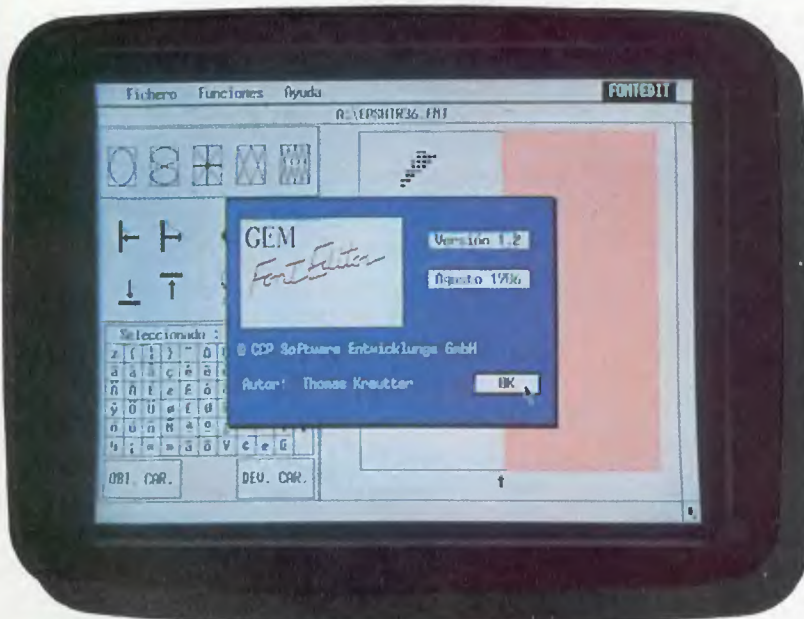 Fichero Funciones Ayuda FONTEDIT
A:\EPSHTR36.FNT
GEM
Font Editor
Versión 1.2
Agosto 1986
© CCP Software Entwicklungs GmbH
Autor: Thomas Kreutter
OK
Seleccionado :
OBT. CAR.
DEV. CAR.